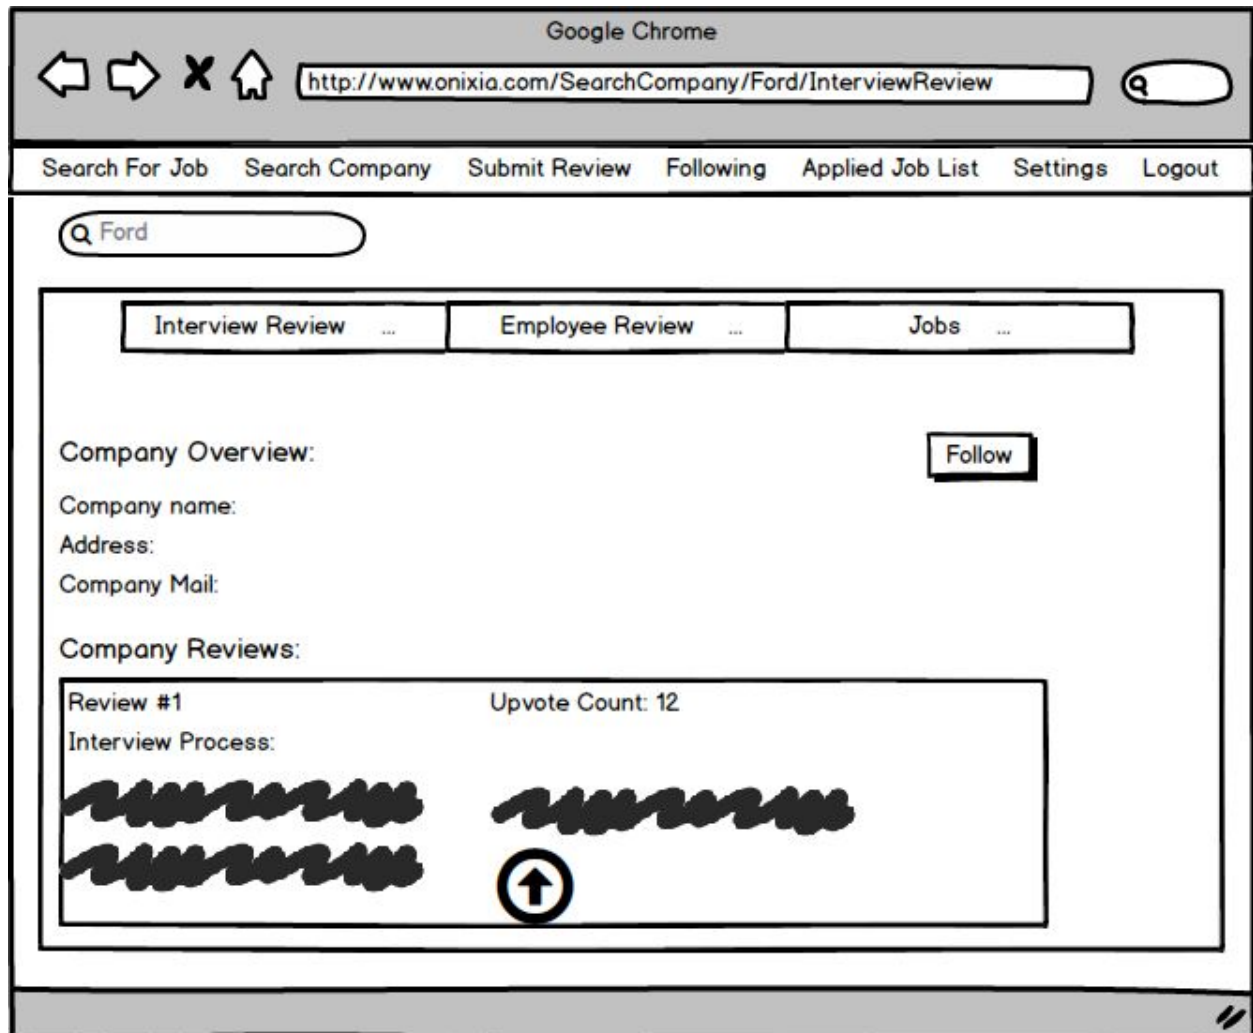 Google Chrome
http://www.onixia.com/SearchCompany/Ford/InterviewReview
Search For Job Search Company Submit Review Following Applied Job List Settings Logout
Ford
Interview Review ... Employee Review ... Jobs ...
Company Overview: Follow
Company name:
Address:
Company Mail:
Company Reviews:
Review #1 Upvote Count: 12
Interview Process: